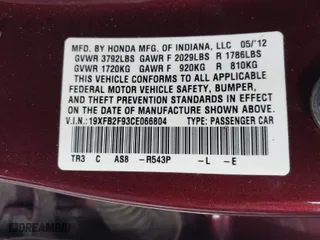 MFD. BY HONDA MFG. OF INDIANA, LLC 05/'12
GVWR 3792LBS GAWR F 2029LBS R 1786LBS
GVWR 1720KG GAWR F 920KG R 810KG
THIS VEHICLE CONFORMS TO ALL APPLICABLE
FEDERAL MOTOR VEHICLE SAFETY, BUMPER,
AND THEFT PREVENTION STANDARDS IN EFFECT
ON THE DATE OF MANUFACTURE SHOWN ABOVE.
V.I.N.: 19XFB2F93CE066804 TYPE: PASSENGER CAR
TR3 C AS8 -R543P -L -E
IDREAMBID